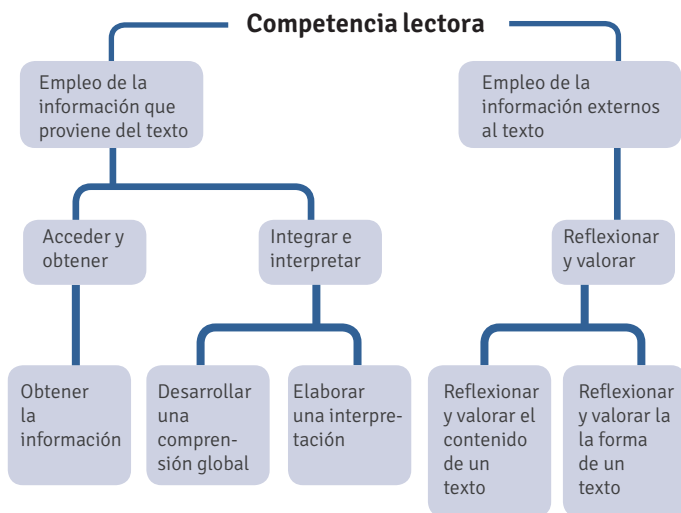 Competencia lectora
Empleo de la
información que
proviene del texto
Empleo de la
información externos
al texto
Acceder y
obtener
Integrar e
interpretar
Reflexionar
y valorar
Obtener
la
información
Desarrollar
una
compren-
sión global
Elaborar
una interpre-
tación
Reflexionar
y valorar el
contenido
de un
texto
Reflexionar
y valorar la
la forma
de un
texto